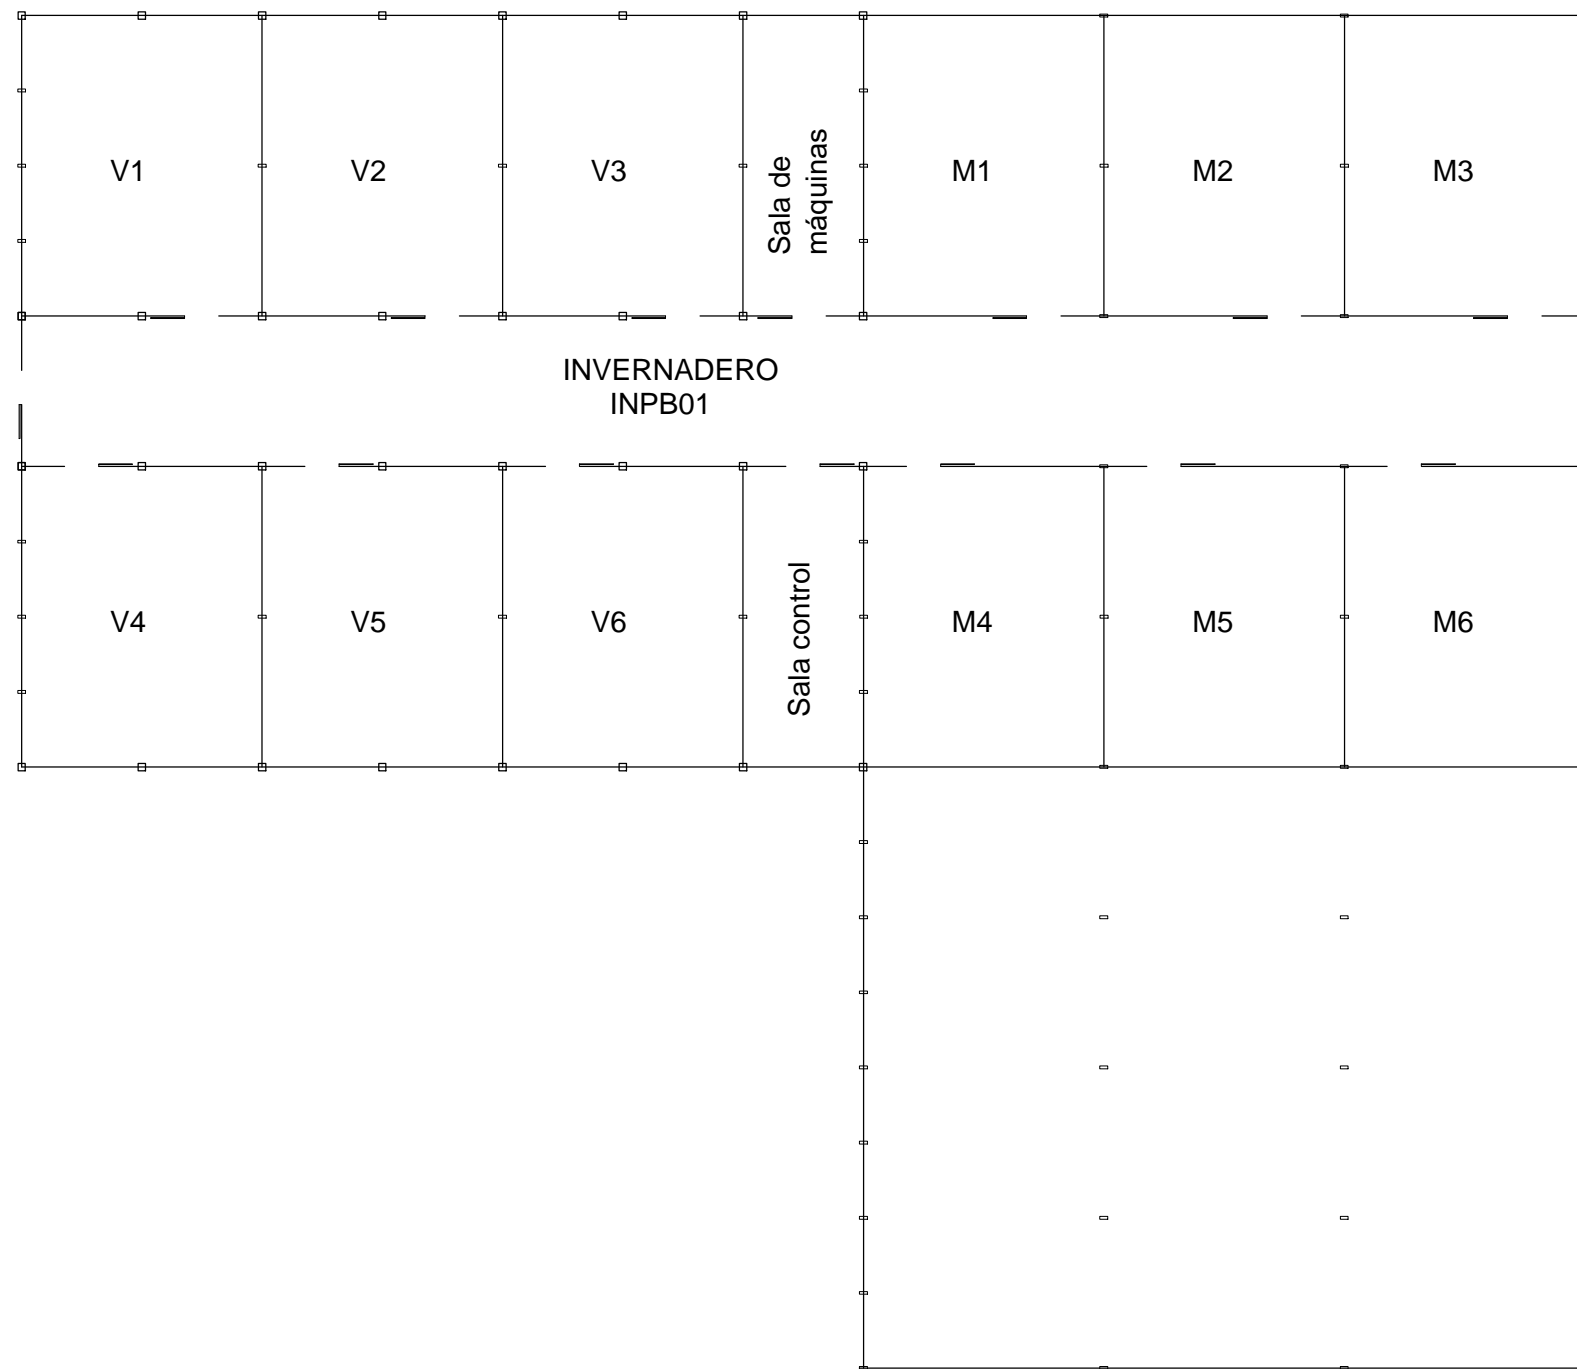 V1
V2
V3
Sala de
máquinas
M1
M2
M3
INVERNADERO
INPB01
V4
V5
V6
Sala control
M4
M5
M6